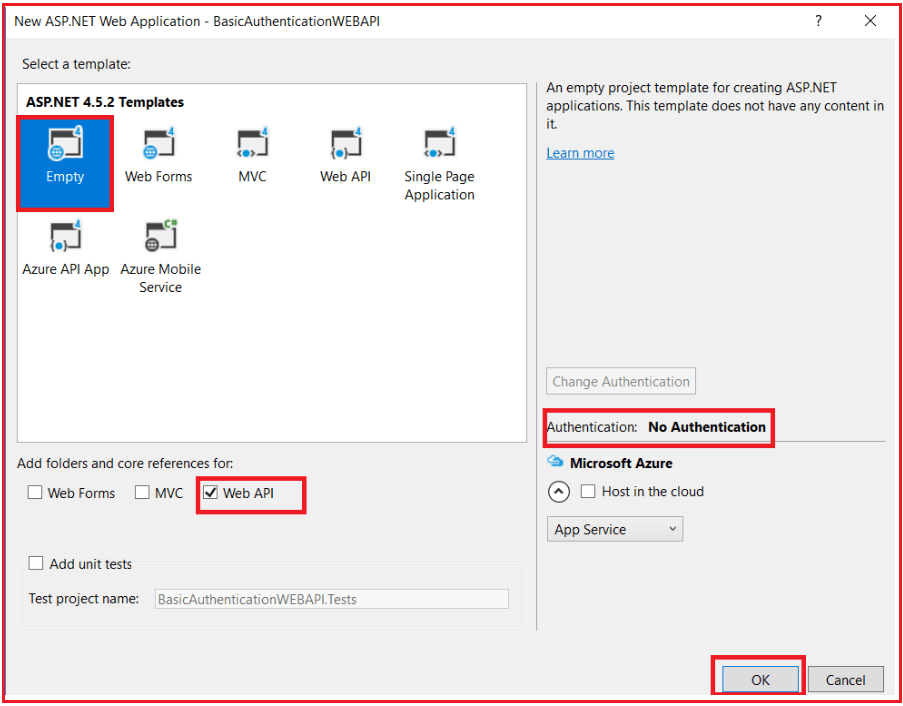 New ASP.NET Web Application - BasicAuthenticationWEBAPI
?
Select a template:
ASP.NET 4.5.2 Templates
Empty
Web Forms
MVC
Web API
Single Page
Application
Azure API App
Azure Mobile
Service
An empty project template for creating ASP.NET
applications. This template does not have any content in
it.
Learn more
Change Authentication
Authentication: No Authentication
Microsoft Azure
Host in the cloud
App Service
Add folders and core references for:
Web Forms
MVC
Web API
Add unit tests
Test project name: BasicAuthenticationWEBAPI.Tests
OK
Cancel